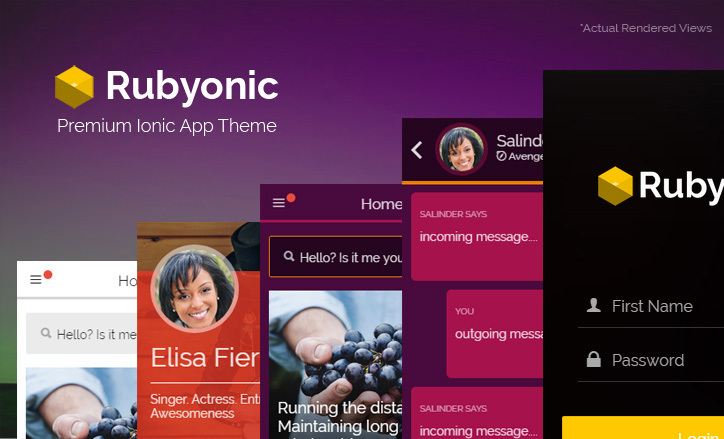 *Actual Rendered Views
Rubyonic
Premium Ionic App Theme
Ho
Hello? Is it me
Elisa Fier
Singer. Actress. Ent
Awesomeness
Home
Hello? Is it me you
Running the dista
Maintaining long
Salind
Avenge
SALINDER SAYS
incoming message....
YOU
outgoing messa
SALINDER SAYS
incoming message....
Ruby
First Name
Password
Login